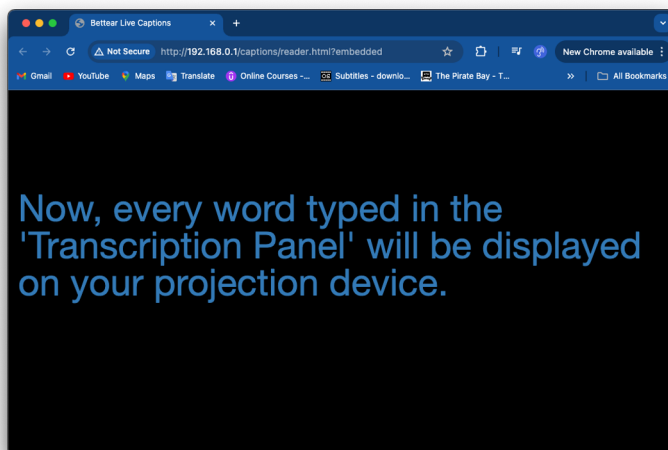 Bettear Live Captions
Not Secure http://192.168.0.1/captions/reader.html?embedded New Chrome available
Gmail YouTube Maps Translate Online Courses -... Subtitles - downlo... The Pirate Bay - T... » All Bookmarks
Now, every word typed in the
'Transcription Panel' will be displayed
on your projection device.